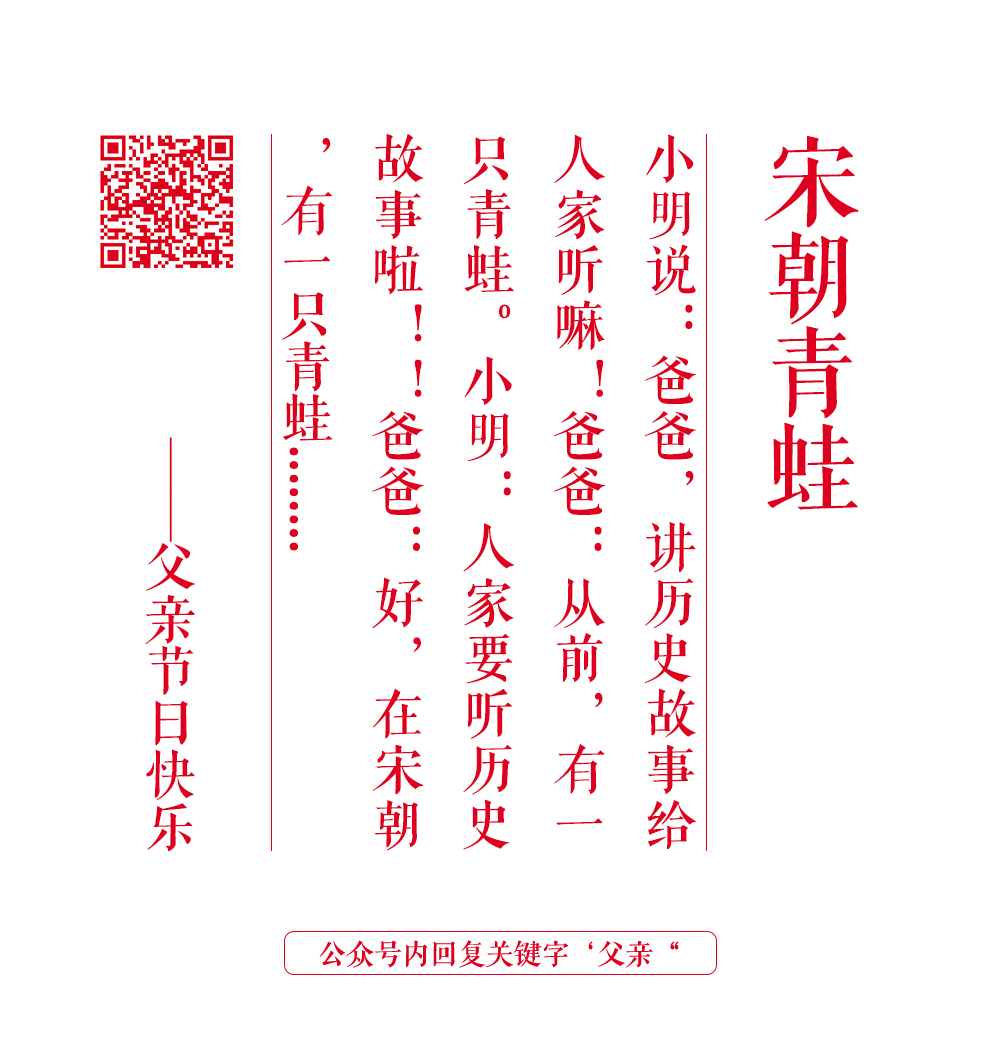 宋朝青蛙
小明说：爸爸，讲历史故事给
人家听嘛！爸爸：从前，有一
只青蛙。小明：人家要听历史
故事啦！！爸爸：好，在宋朝
，有一只青蛙………
——父亲节日快乐
公众号内回复关键字‘父亲“